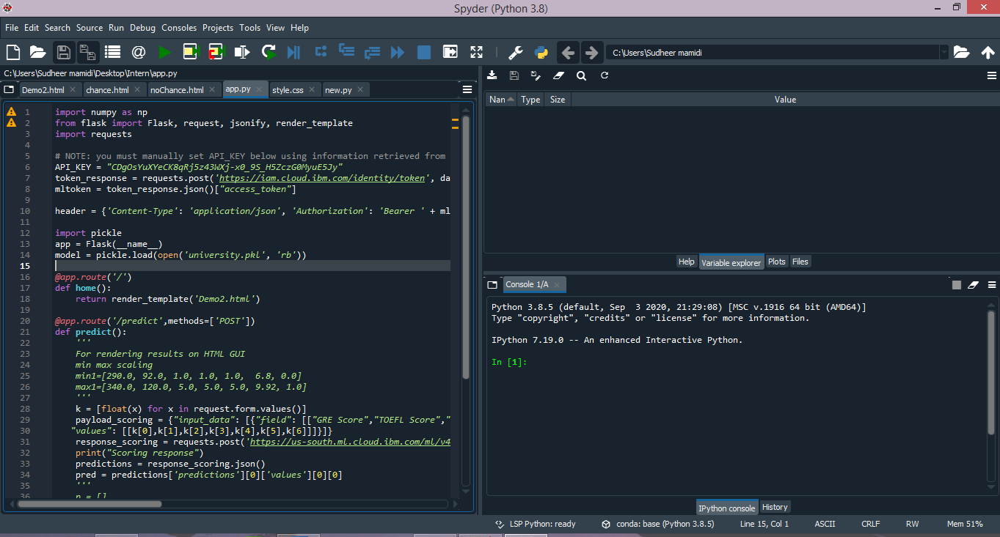 Spyder (Python 3.8)
File Edit Search Source Run Debug Consoles Projects Tools View Help
C:\Users\Sudheer mamidi
C:\Users\Sudheer mamidi\Desktop\Intern\app.py
Demo2.html chance.html noChance.html app.py style.css new.py
1 import numpy as np
2 from flask import Flask, request, jsonify, render_template
3 import requests
4
5 # NOTE: you must manually set API_KEY below using information retrieved from
6 API_KEY = "CDgOsYuXYeCK8qRj5z43WXj-x0_9S_H5ZczG0MyuE5Jy"
7 token_response = requests.post('https://iam.cloud.ibm.com/identity/token', da
8 mltoken = token_response.json()["access_token"]
9
10 header = {'Content-Type': 'application/json', 'Authorization': 'Bearer ' + ml
11
12 import pickle
13 app = Flask(__name__)
14 model = pickle.load(open('university.pkl', 'rb'))
15
16 @app.route('/')
17 def home():
18     return render_template('Demo2.html')
19
20 @app.route('/predict',methods=['POST'])
21 def predict():
22     '''
23     For rendering results on HTML GUI
24     min max scaling
25     min1=[290.0, 92.0, 1.0, 1.0, 1.0,  6.8, 0.0]
26     max1=[340.0, 120.0, 5.0, 5.0, 5.0, 9.92, 1.0]
27     '''
28     k = [float(x) for x in request.form.values()]
29     payload_scoring = {"input_data": [{"field": [["GRE Score","TOEFL Score","
30    "values": [[k[0],k[1],k[2],k[3],k[4],k[5],k[6]]]}]}
31     response_scoring = requests.post('https://us-south.ml.cloud.ibm.com/ml/v4
32     print("Scoring response")
33     predictions = response_scoring.json()
34     pred = predictions['predictions'][0]['values'][0][0]
35     '''
36     n = []
Nan Type Size Value
Help Variable explorer Plots Files
Console 1/A
Python 3.8.5 (default, Sep  3 2020, 21:29:08) [MSC v.1916 64 bit (AMD64)]
Type "copyright", "credits" or "license" for more information.
IPython 7.19.0 -- An enhanced Interactive Python.
In [1]:
IPython console History
LSP Python: ready conda: base (Python 3.8.5) Line 15, Col 1 ASCII CRLF RW Mem 51%